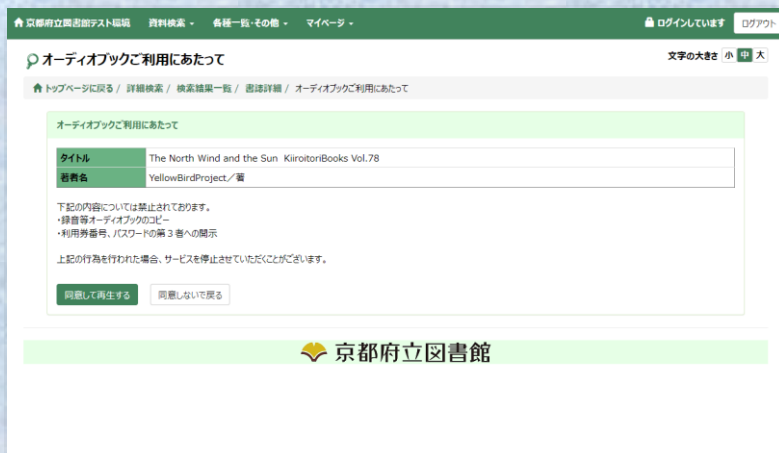 京都府立図書館テスト環境 資料検索 各種一覧・その他 マイページ ログインしています ログアウト
オーディオブックご利用にあたって 文字の大きさ 小 中 大
トップページに戻る / 詳細検索 / 検索結果一覧 / 書誌詳細 / オーディオブックご利用にあたって
オーディオブックご利用にあたって
タイトル The North Wind and the Sun KiiroitoriBooks Vol.78
著者名 YellowBirdProject／著
下記の内容については禁止されております。
・録音等オーディオブックのコピー
・利用券番号、パスワードの第３者への開示
上記の行為を行われた場合、サービスを停止させていただくことがございます。
同意して再生する 同意しないで戻る
京都府立図書館